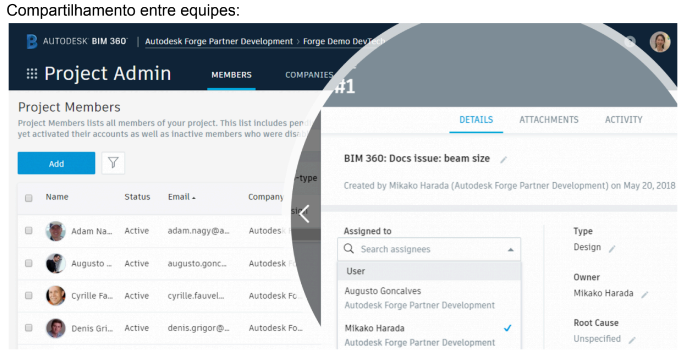 Compartilhamento entre equipes:
AUTODESK® BIM 360° | Autodesk Forge Partner Development > Forge Demo DevTech
Project Admin MEMBERS COMPANIES
Project Members
Project Members lists all members of your project. This list includes
yet activated their accounts as well as inactive members who were
Add
Name Status Email Company
Adam Na... Active adam.nagy@a... Autodesk
Augusto ... Active augusto.gonc... Autodesk
Cyrille Fa... Active cyrille.fauvel... Autodesk Fo...
Denis Gri... Active denis.grigor@... Autodesk Fo...
-type
#1
DETAILS ATTACHMENTS ACTIVITY
BIM 360: Docs issue: beam size
Created by Mikako Harada (Autodesk Forge Partner Development) on May 20, 2018
Assigned to
Search assignees
User
Augusto Goncalves
Autodesk Forge Partner Development
Mikako Harada
Autodesk Forge Partner Development
Type
Design
Owner
Mikako Harada
Root Cause
Unspecified